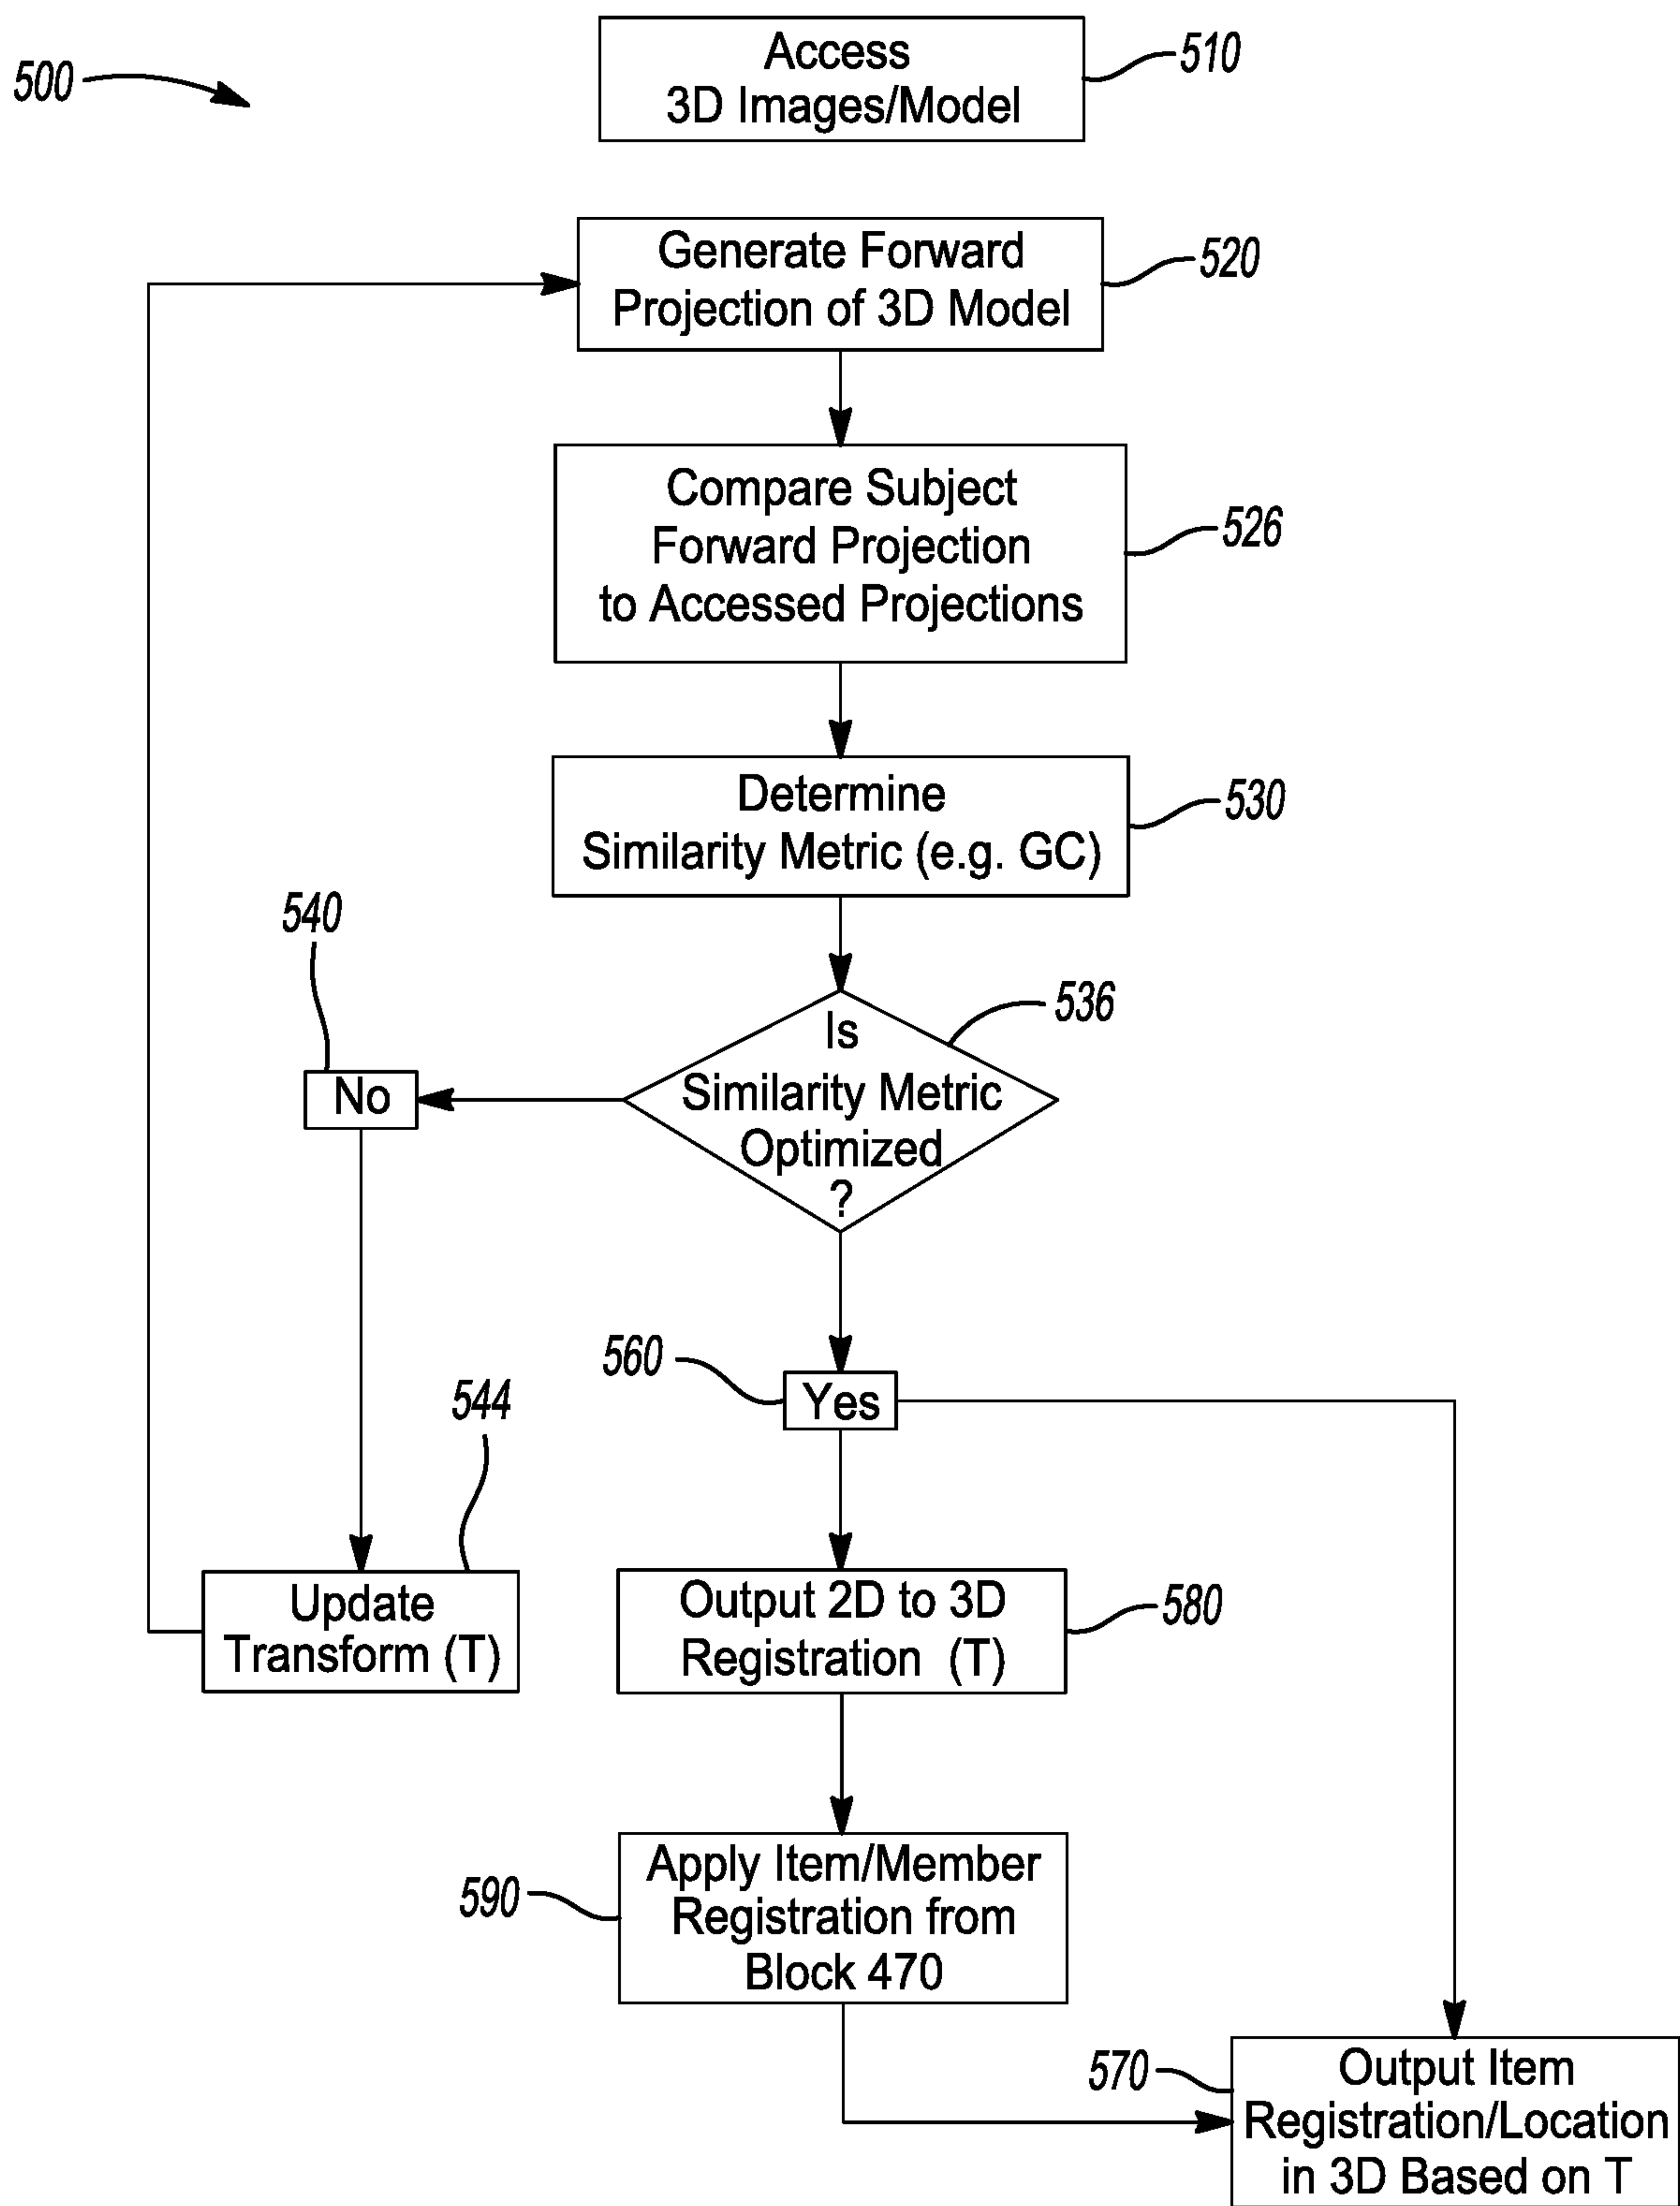 500
Access
3D Images/Model
510
Generate Forward
Projection of 3D Model
520
Compare Subject
Forward Projection
to Accessed Projections
526
Determine
Similarity Metric (e.g. GC)
530
540
No
Is
Similarity Metric
Optimized
?
536
560
Yes
544
Update
Transform (T)
Output 2D to 3D
Registration (T)
580
590
Apply Item/Member
Registration from
Block 470
570
Output Item
Registration/Location
in 3D Based on T